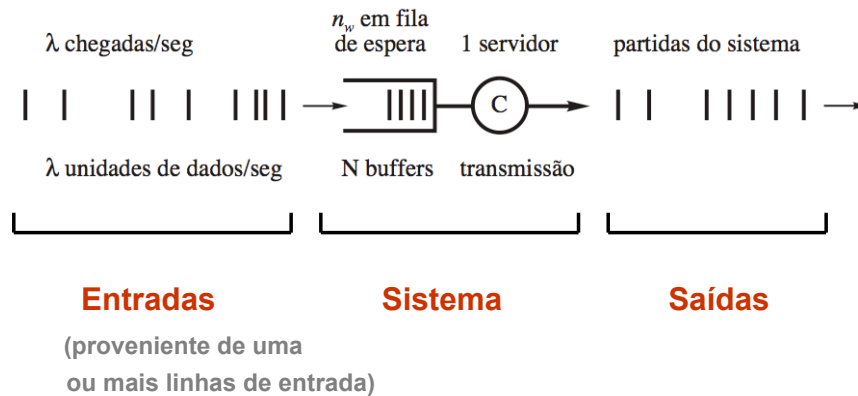 n_w em fila
de espera
λ chegadas/seg
1 servidor
partidas do sistema
C
λ unidades de dados/seg
N buffers
transmissão
Entradas
Sistema
Saídas
(proveniente de uma
ou mais linhas de entrada)